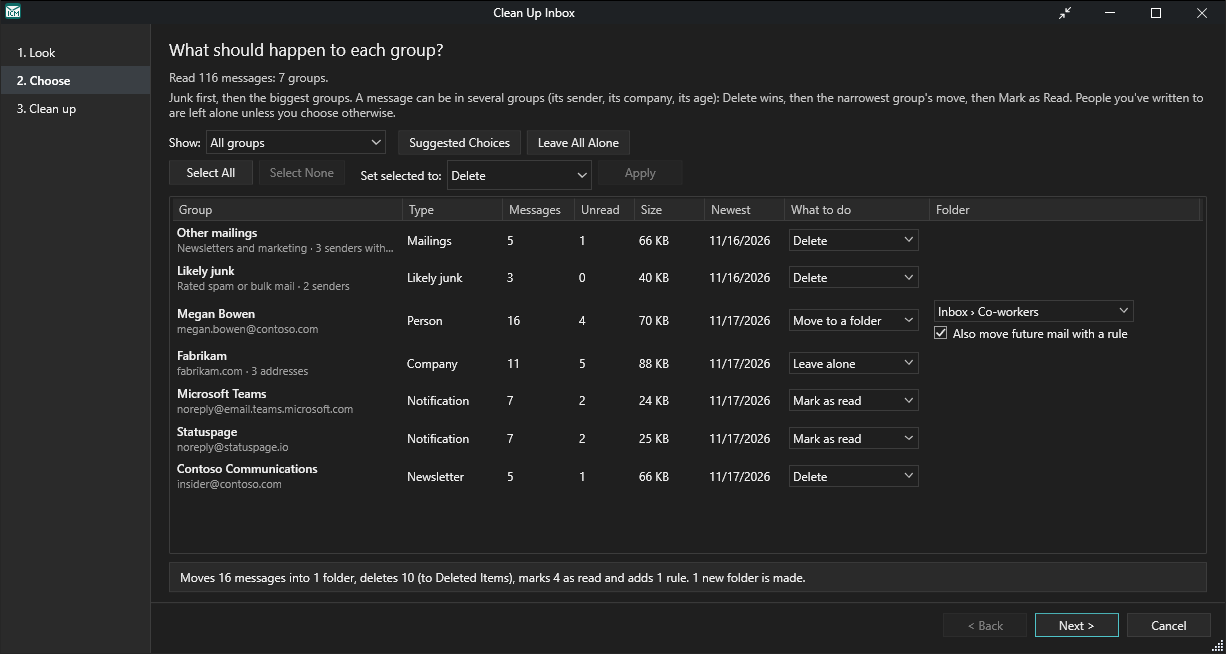 ICM
Clean Up Inbox
1. Look
2. Choose
3. Clean up
What should happen to each group?
Read 116 messages: 7 groups.
Junk first, then the biggest groups. A message can be in several groups (its sender, its company, its age): Delete wins, then the narrowest group's move, then Mark as Read. People you've written to
are left alone unless you choose otherwise.
Show: All groups Suggested Choices Leave All Alone
Select All Select None Set selected to: Delete Apply
Group Type Messages Unread Size Newest What to do Folder
Other mailings
Newsletters and marketing · 3 senders with... Mailings 5 1 66 KB 11/16/2026 Delete
Likely junk
Rated spam or bulk mail · 2 senders Likely junk 3 0 40 KB 11/16/2026 Delete
Megan Bowen
megan.bowen@contoso.com Person 16 4 70 KB 11/17/2026 Move to a folder Inbox › Co-workers
Also move future mail with a rule
Fabrikam
fabrikam.com · 3 addresses Company 11 5 88 KB 11/17/2026 Leave alone
Microsoft Teams
noreply@email.teams.microsoft.com Notification 7 2 24 KB 11/17/2026 Mark as read
Statuspage
noreply@statuspage.io Notification 7 2 25 KB 11/17/2026 Mark as read
Contoso Communications
insider@contoso.com Newsletter 5 1 66 KB 11/17/2026 Delete
Moves 16 messages into 1 folder, deletes 10 (to Deleted Items), marks 4 as read and adds 1 rule. 1 new folder is made.
< Back Next > Cancel